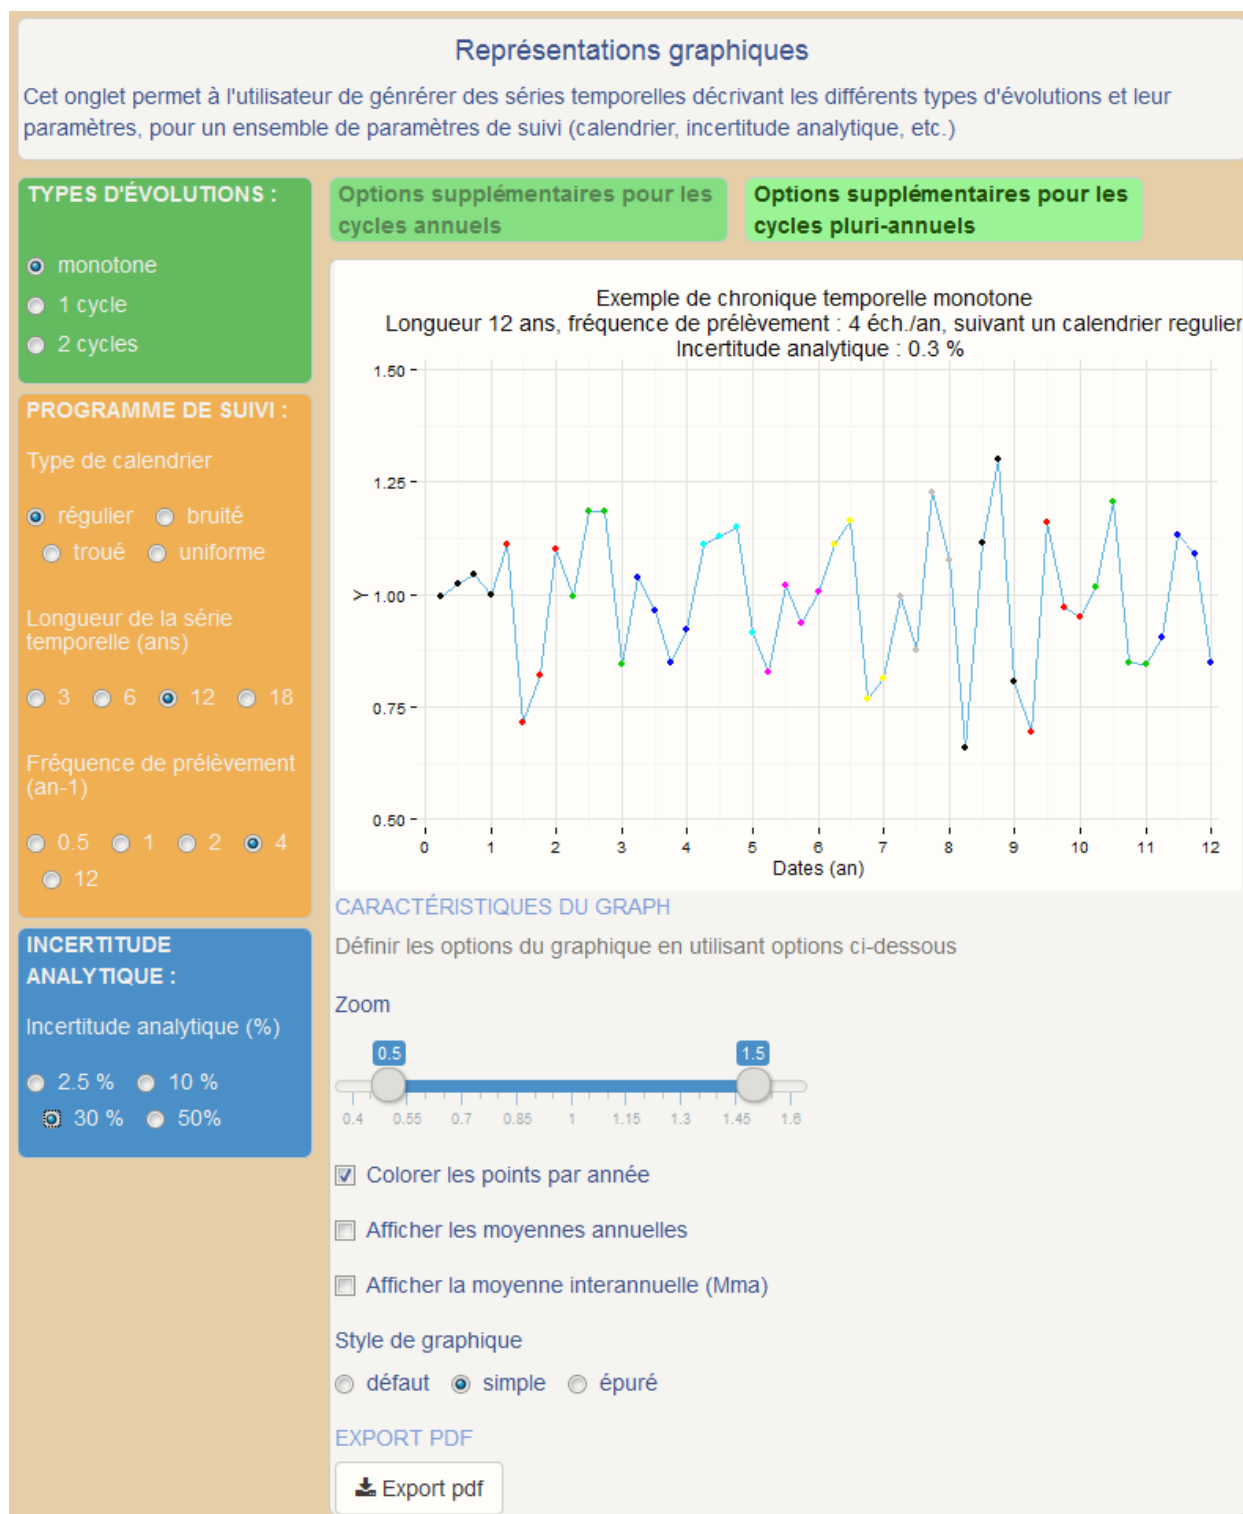 Représentations graphiques
Cet onglet permet à l'utilisateur de génrérer des séries temporelles décrivant les différents types d'évolutions et leur
paramètres, pour un ensemble de paramètres de suivi (calendrier, incertitude analytique, etc.)
TYPES D'ÉVOLUTIONS :
monotone
1 cycle
2 cycles
PROGRAMME DE SUIVI :
Type de calendrier
régulier bruité
troué uniforme
Longueur de la série
temporelle (ans)
3 6 12 18
Fréquence de prélèvement
(an-1)
0.5 1 2 4
12
INCERTITUDE
ANALYTIQUE :
Incertitude analytique (%)
2.5 % 10 %
30 % 50%
Options supplémentaires pour les
cycles annuels
Options supplémentaires pour les
cycles pluri-annuels
Exemple de chronique temporelle monotone
Longueur 12 ans, fréquence de prélèvement : 4 éch./an, suivant un calendrier regulier
Incertitude analytique : 0.3 %
1.50
1.25
Y 1.00
0.75
0.50
0 1 2 3 4 5 6 7 8 9 10 11 12
Dates (an)
CARACTÉRISTIQUES DU GRAPH
Définir les options du graphique en utilisant options ci-dessous
Zoom
0.5 1.5
0.4 0.55 0.7 0.85 1 1.15 1.3 1.45 1.6
Colorer les points par année
Afficher les moyennes annuelles
Afficher la moyenne interannuelle (Mma)
Style de graphique
défaut simple épuré
EXPORT PDF
Export pdf